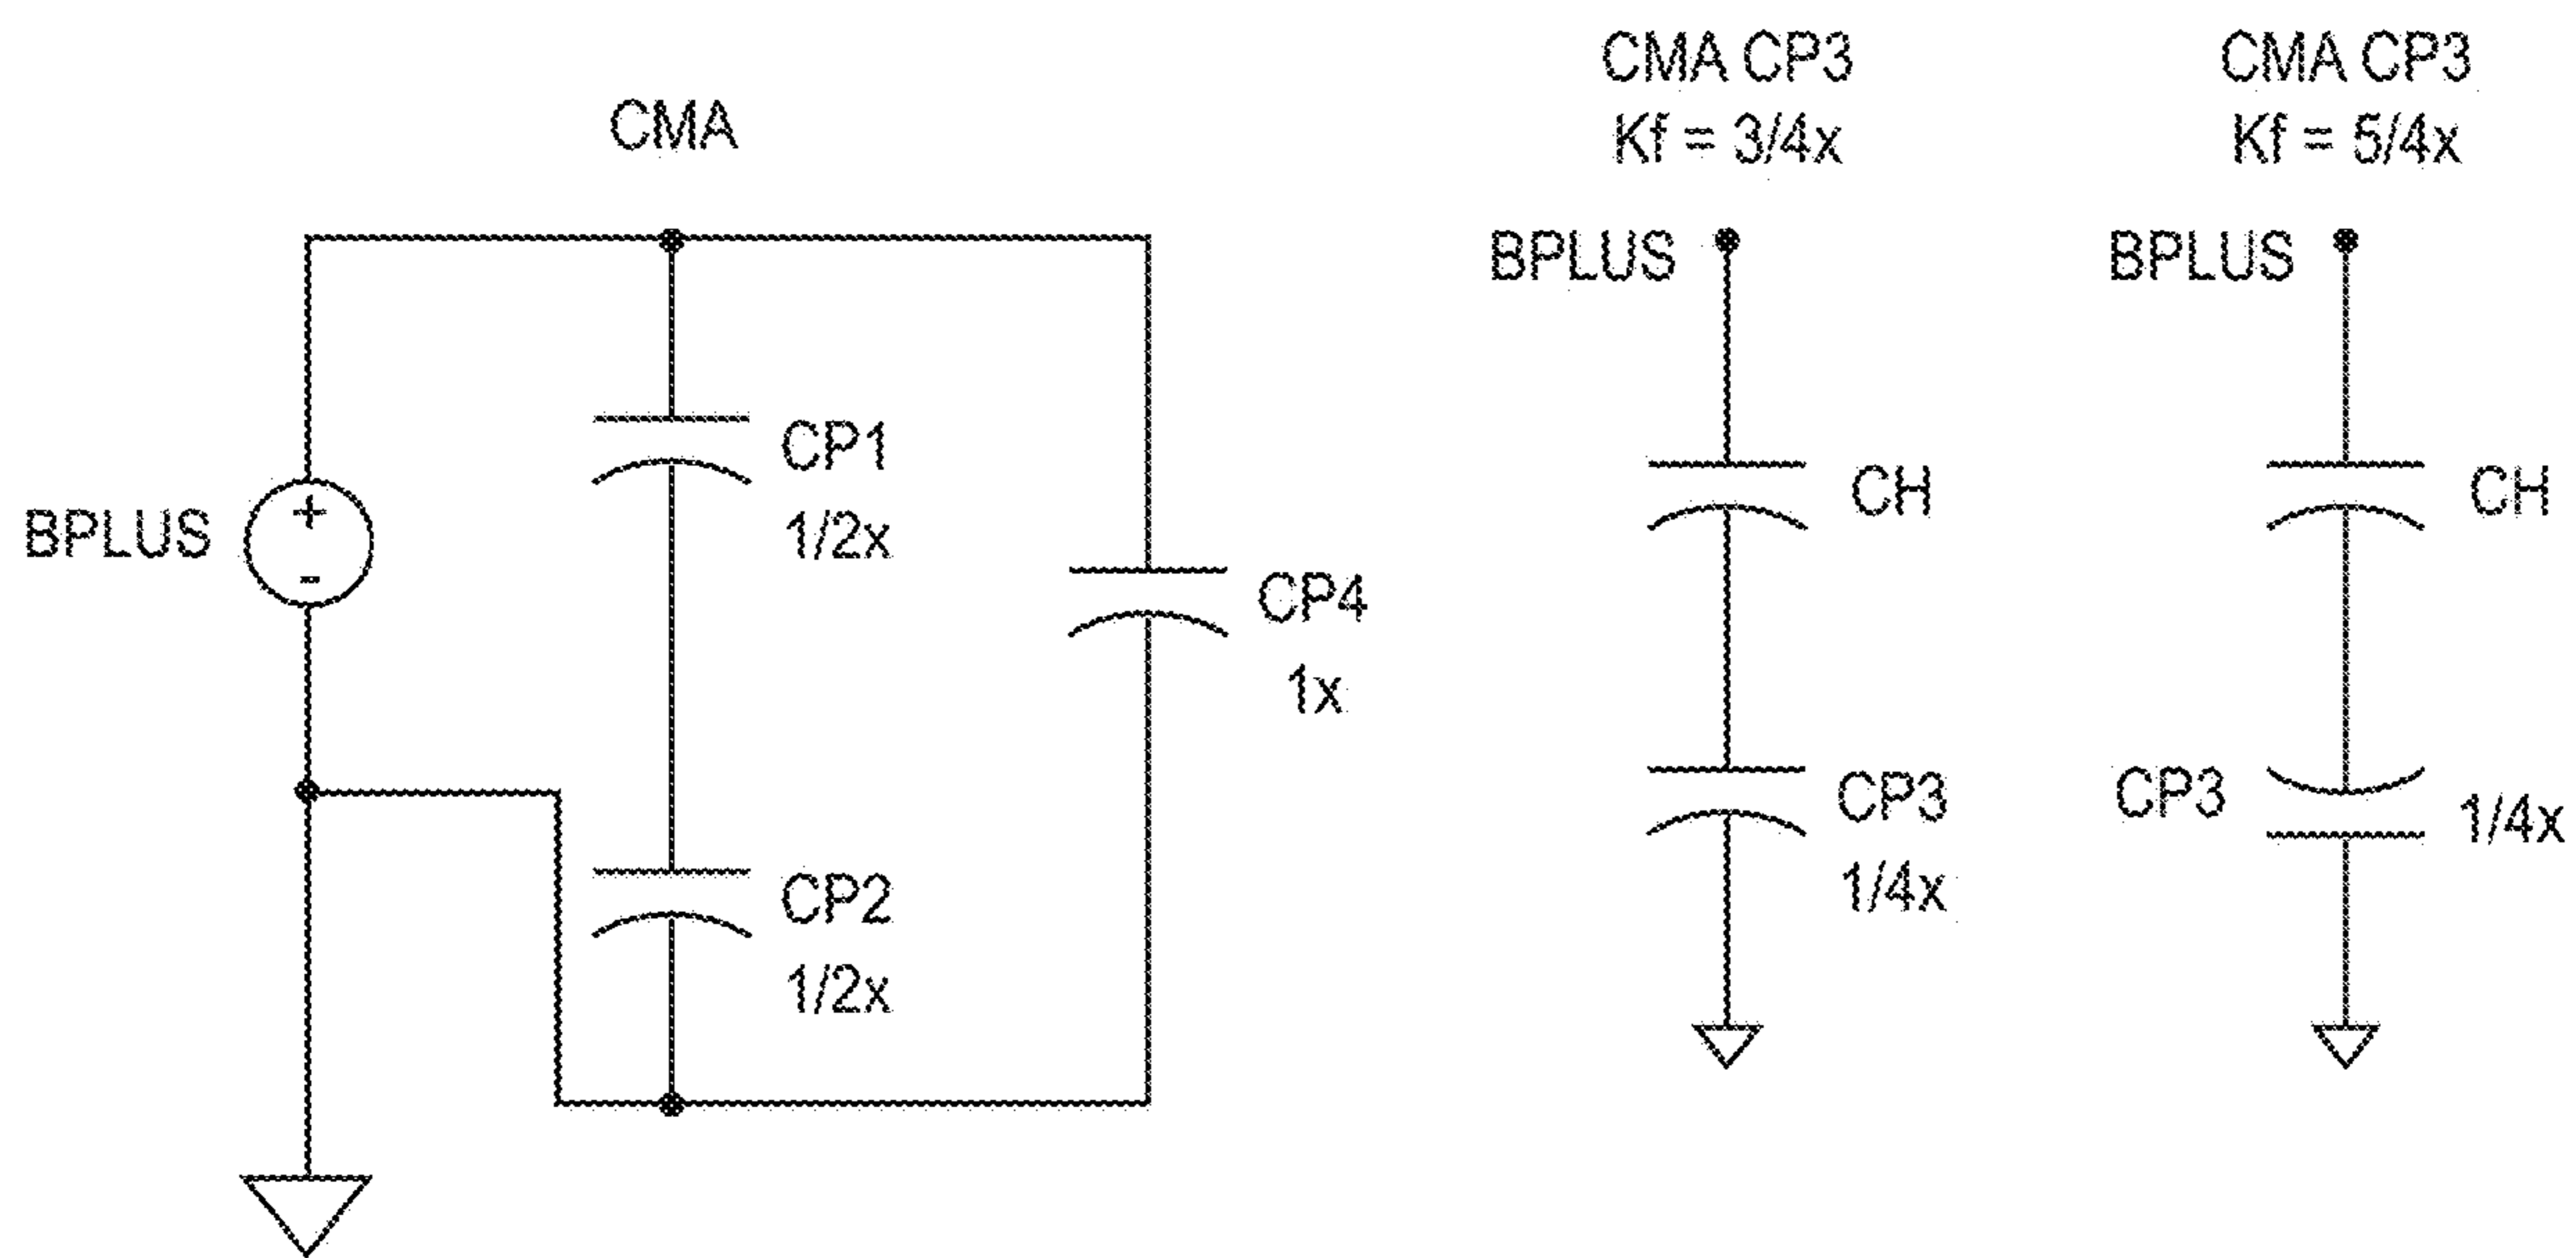 CMA
BPLUS
+
-
CP1
1/2x
CP2
1/2x
CP4
1x
CMA CP3
Kf = 3/4x
BPLUS
CH
CP3
1/4x
CMA CP3
Kf = 5/4x
BPLUS
CH
CP3
1/4x